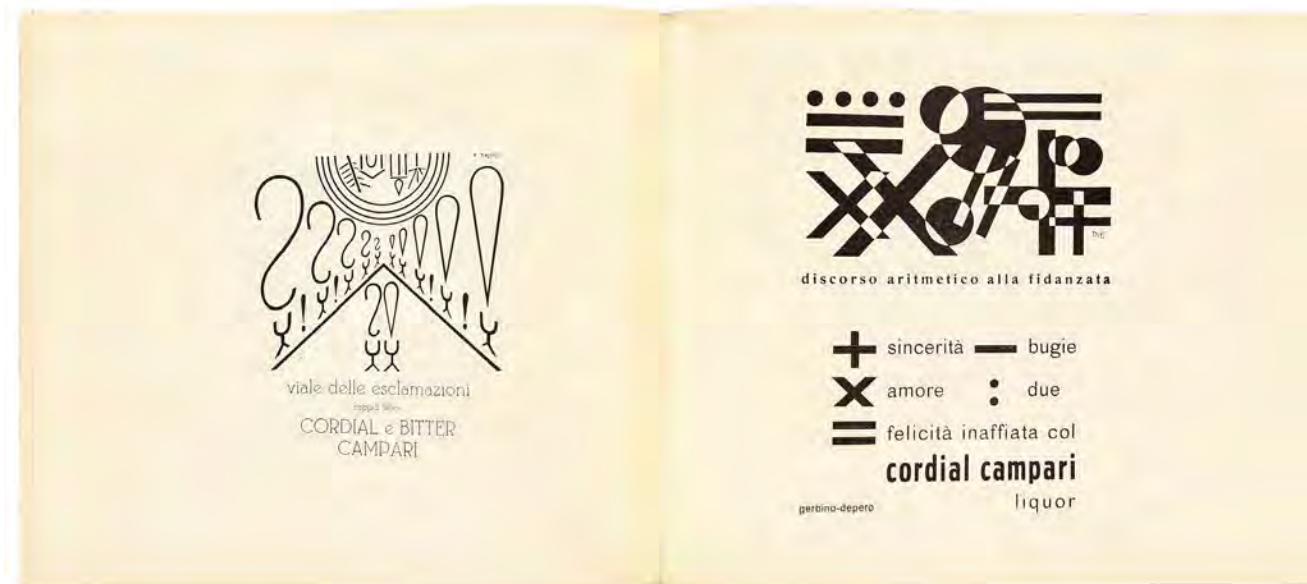 viale delle esclamazioni
CORDIAL e BITTER
CAMPARI
discorso aritmetico alla fidanzata
+ sincerità — bugie
× amore : due
= felicità inaffiata col
cordial campari
liquor
gerbino-depero